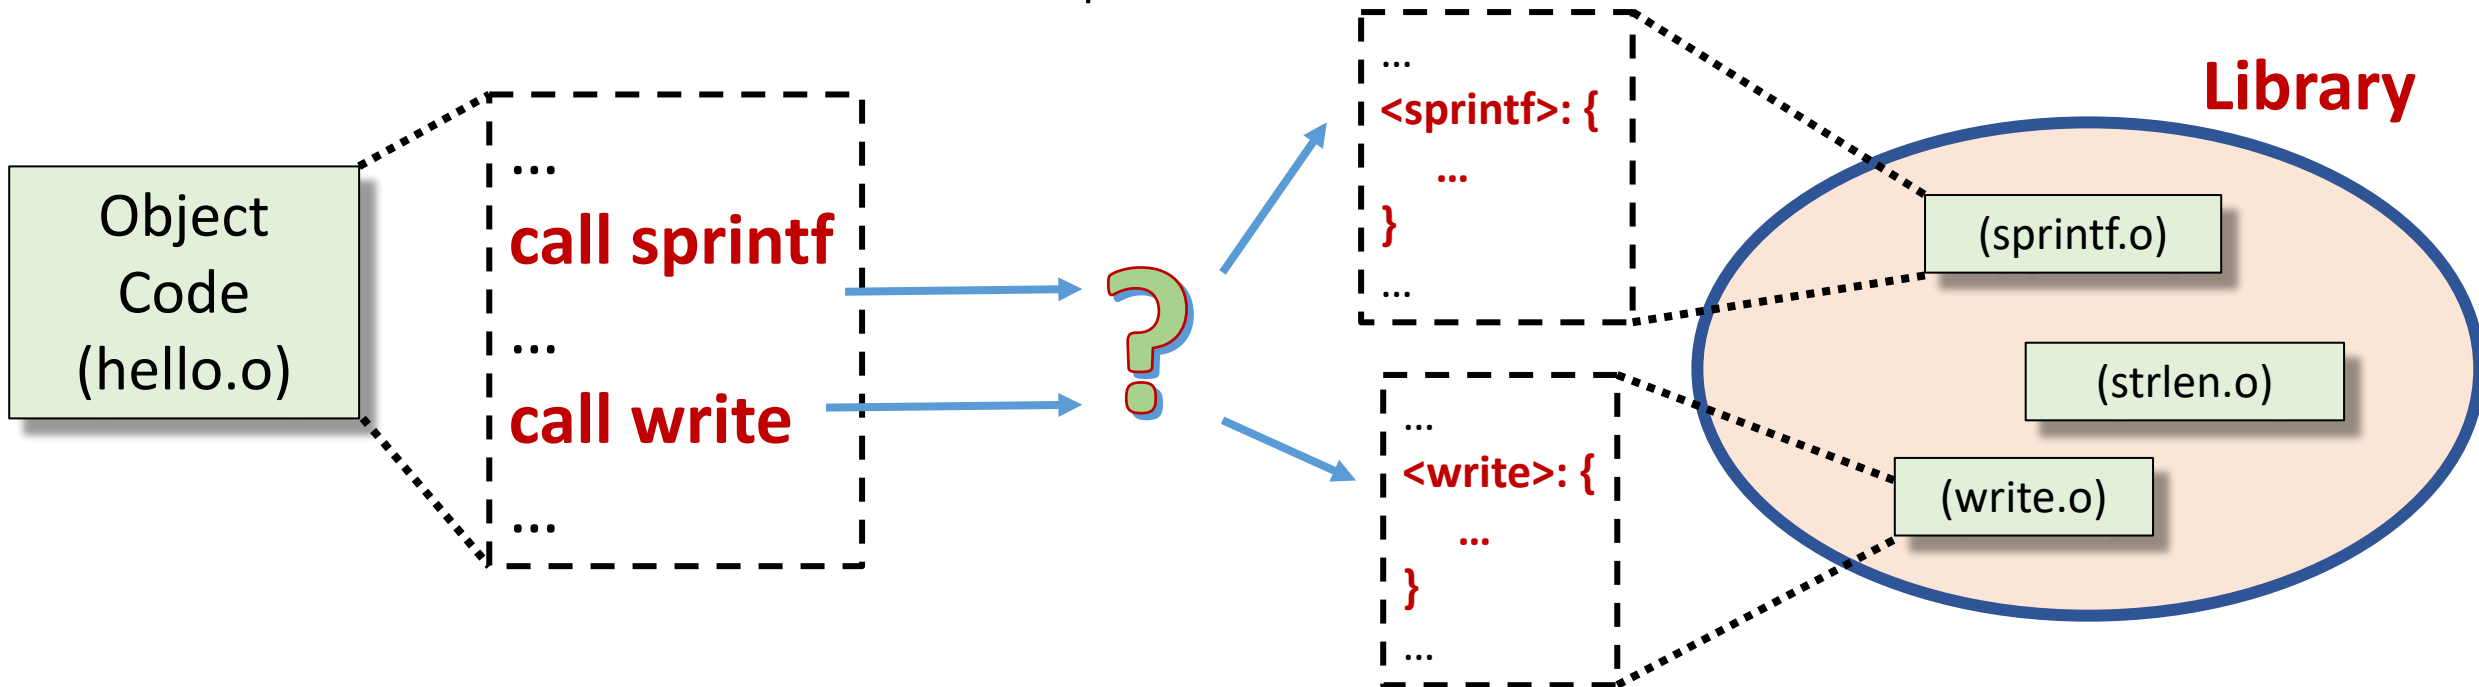 Object
Code
(hello.o)
...
call sprintf
...
call write
...
?
...
<sprintf>: {
...
}
...
...
<write>: {
...
}
...
Library
(sprintf.o)
(strlen.o)
(write.o)